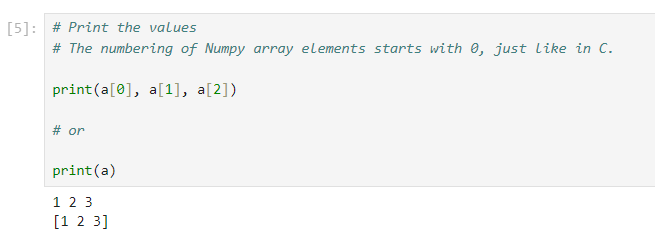 [5]: # Print the values
# The numbering of Numpy array elements starts with 0, just like in C.
print(a[0], a[1], a[2])
# or
print(a)
1 2 3
[1 2 3]